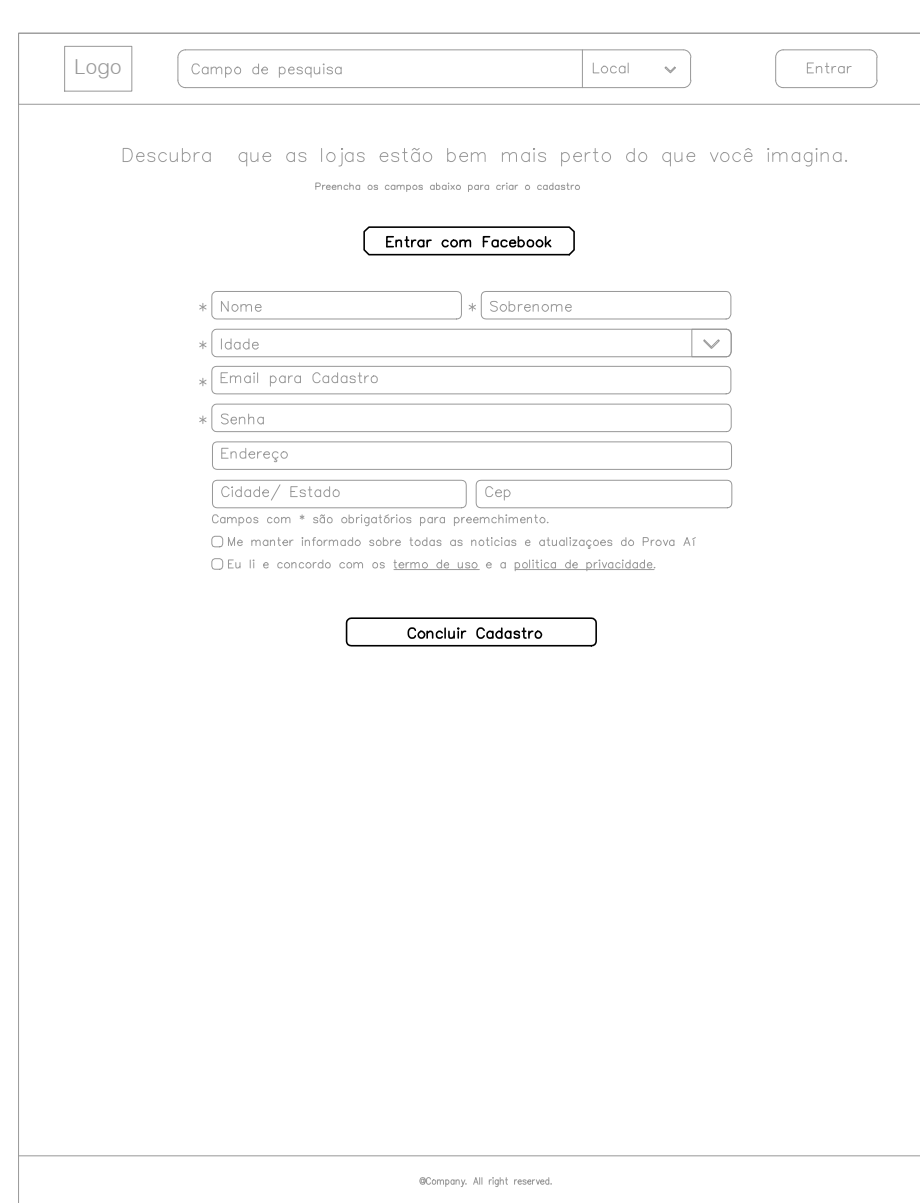 Logo
Campo de pesquisa
Local
Entrar
Descubra que as lojas estão bem mais perto do que você imagina.
Preencha os campos abaixo para criar o cadastro
Entrar com Facebook
* Nome * Sobrenome
* Idade
* Email para Cadastro
* Senha
Endereço
Cidade/ Estado Cep
Campos com * são obrigatórios para preemchimento.
Me manter informado sobre todas as noticias e atualizaçoes do Prova Aí
Eu li e concordo com os termo de uso e a politica de privacidade.
Concluir Cadastro
@Company. All right reserved.